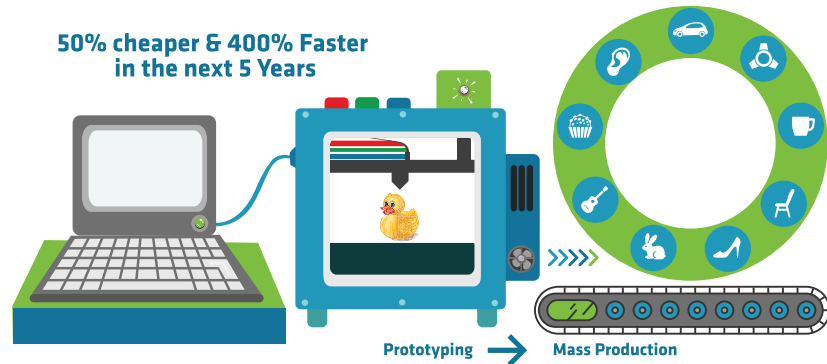 50% cheaper & 400% Faster
in the next 5 Years
Prototyping
Mass Production